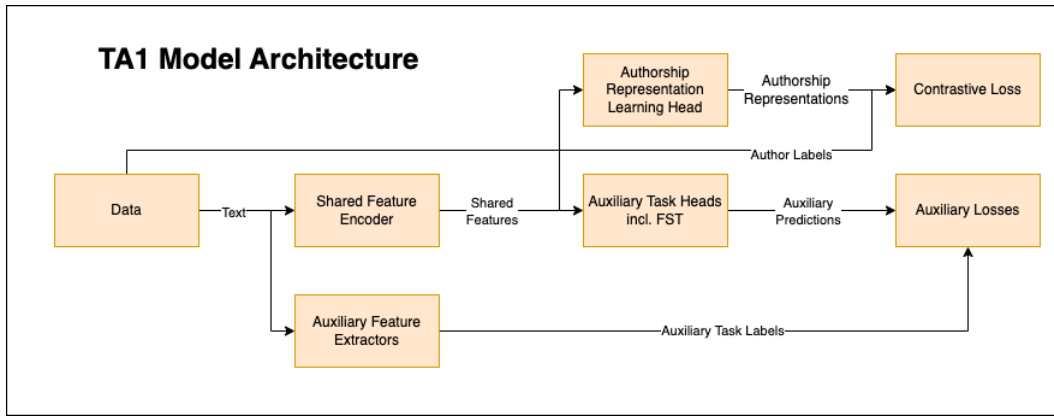 TA1 Model Architecture
Authorship
Representation
Learning Head
Authorship
Representations
Contrastive Loss
Author Labels
Data
Text
Shared Feature
Encoder
Shared
Features
Auxiliary Task Heads
incl. FST
Auxiliary
Predictions
Auxiliary Losses
Auxiliary Feature
Extractors
Auxiliary Task Labels